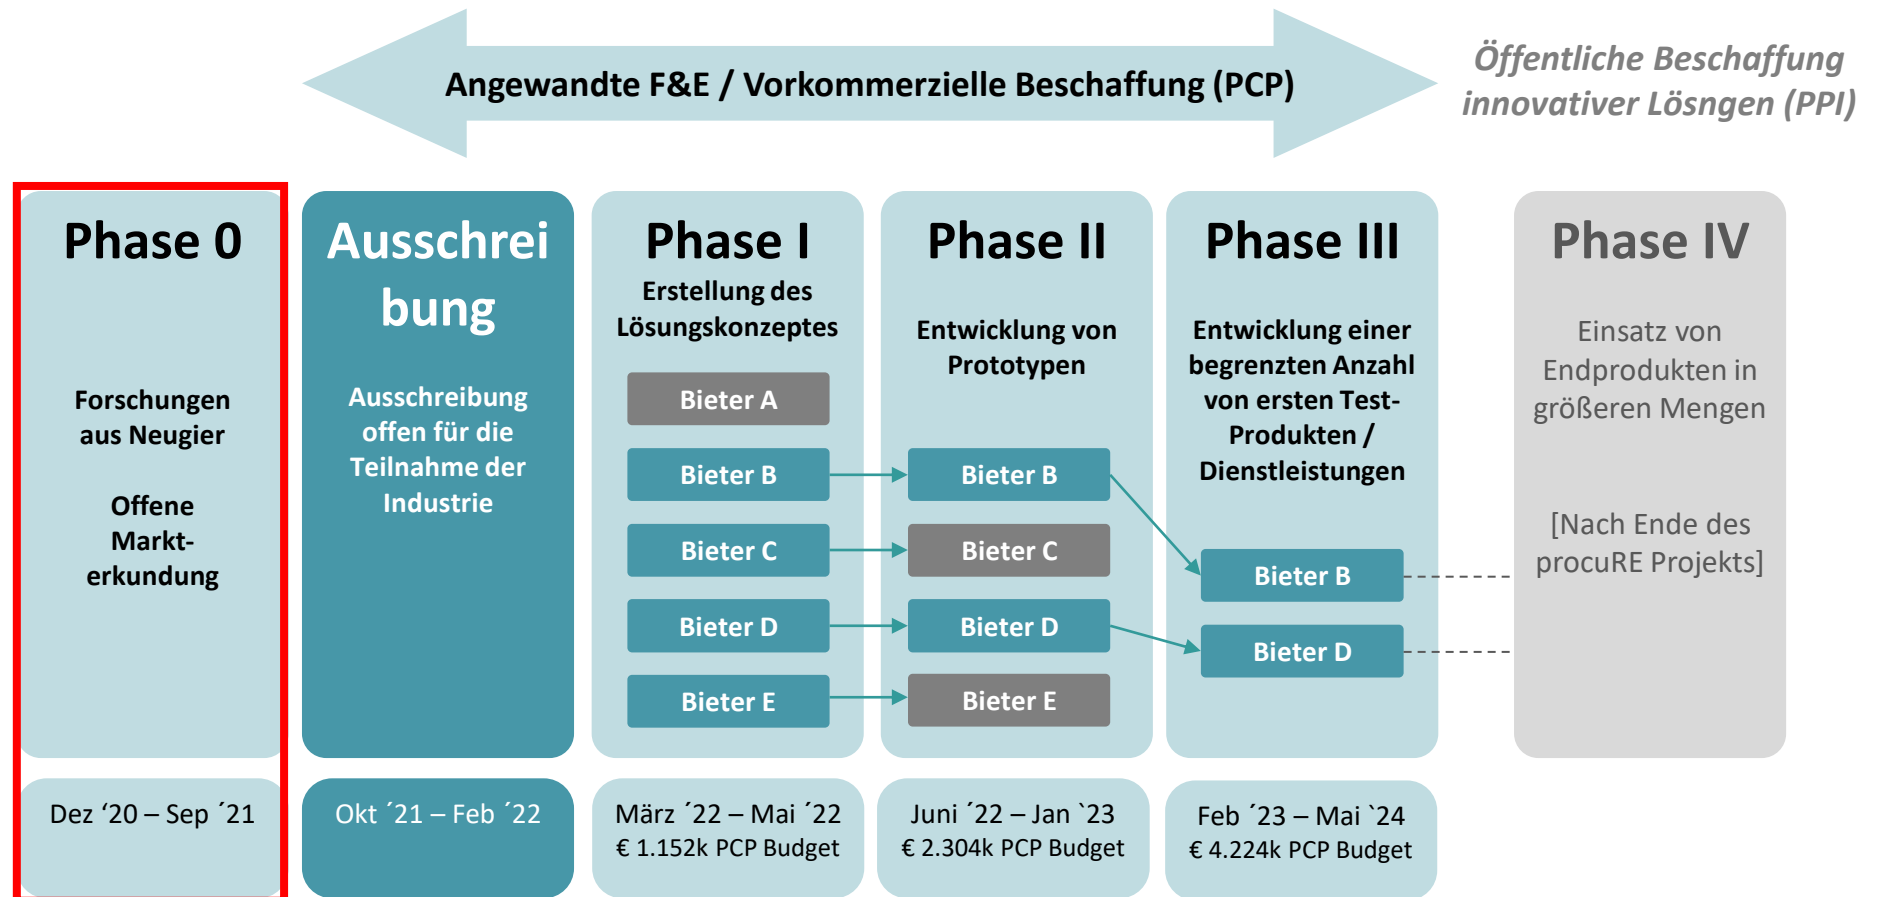 Angewandte F&E / Vorkommerzielle Beschaffung (PCP)
Öffentliche Beschaffung
innovativer Lösngen (PPI)
Phase 0
Forschungen
aus Neugier
Offene
Markt-
erkundung
Dez ‘20 – Sep ´21
Ausschrei
bung
Ausschreibung
offen für die
Teilnahme der
Industrie
Okt ´21 – Feb ´22
Phase I
Erstellung des
Lösungskonzeptes
Bieter A
Bieter B
Bieter C
Bieter D
Bieter E
März ´22 – Mai ´22
€ 1.152k PCP Budget
Phase II
Entwicklung von
Prototypen
Bieter B
Bieter C
Bieter D
Bieter E
Juni ´22 – Jan `23
€ 2.304k PCP Budget
Phase III
Entwicklung einer
begrenzten Anzahl
von ersten Test-
Produkten /
Dienstleistungen
Bieter B
Bieter D
Feb ´23 – Mai `24
€ 4.224k PCP Budget
Phase IV
Einsatz von
Endprodukten in
größeren Mengen
[Nach Ende des
procuRE Projekts]